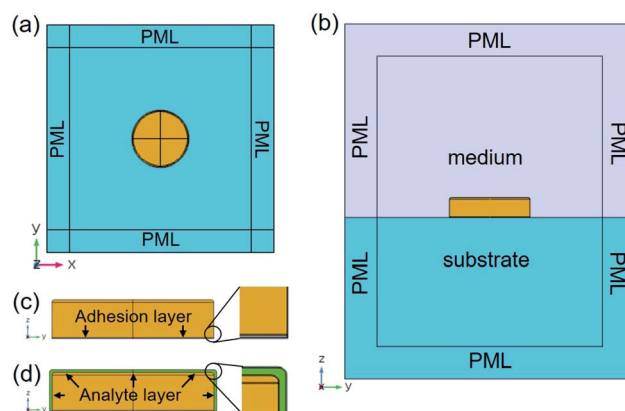 (a)
PML
PML
PML
PML
y
z
x
(b)
PML
PML
PML
medium
substrate
PML
PML
PML
z
x
y
(c)
Adhesion layer
z
y
(d)
Analyte layer
z
y